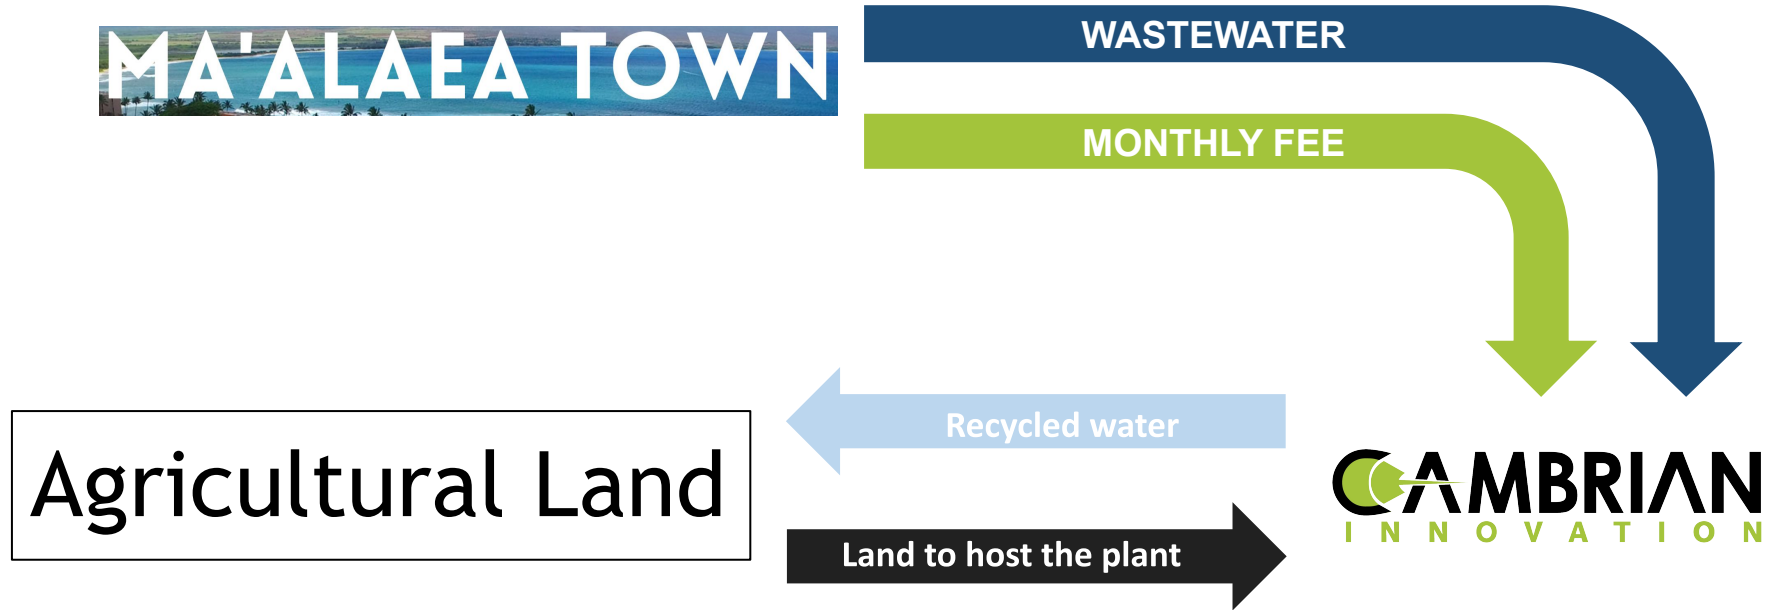 MA'ALAEA TOWN
WASTEWATER
MONTHLY FEE
Recycled water
Agricultural Land
Land to host the plant
CAMBRIAN
INNOVATION